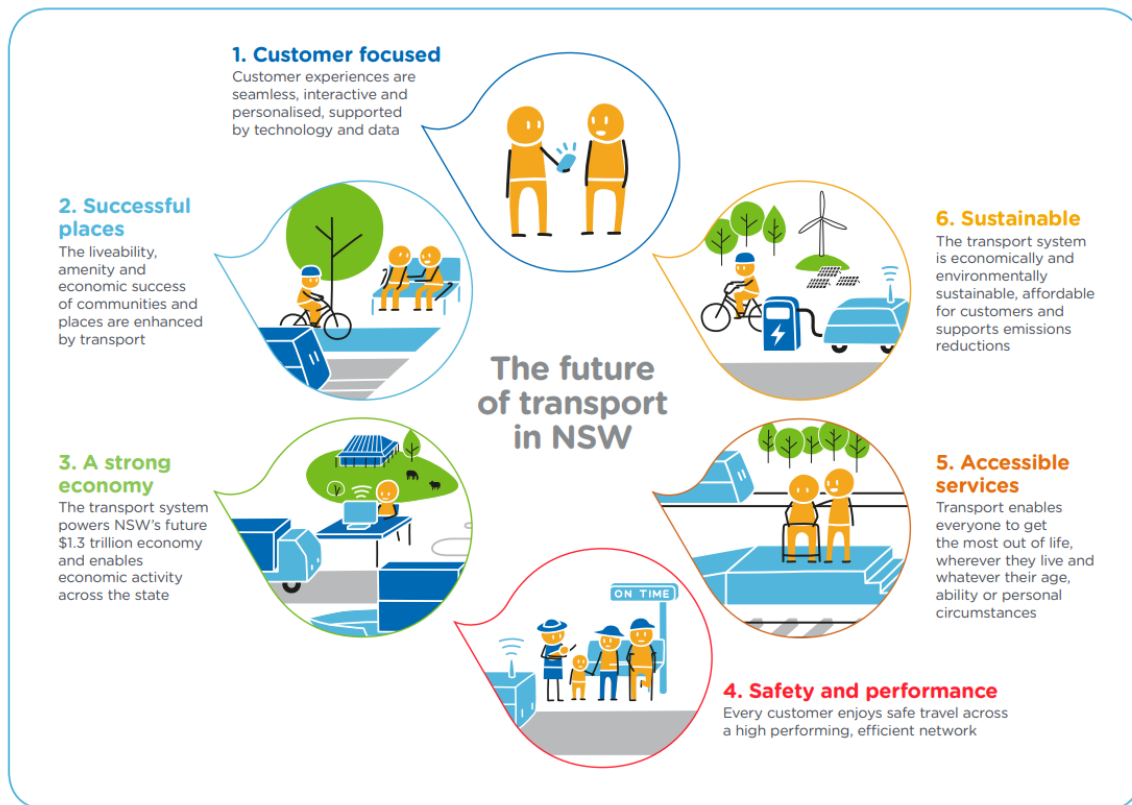 1. Customer focused
Customer experiences are
seamless, interactive and
personalised, supported
by technology and data
2. Successful
places
The liveability,
amenity and
economic success
of communities and
places are enhanced
by transport
3. A strong
economy
The transport system
powers NSW's future
$1.3 trillion economy
and enables
economic activity
across the state
The future
of transport
in NSW
ON TIME
4. Safety and performance
Every customer enjoys safe travel across
a high performing, efficient network
5. Accessible
services
Transport enables
everyone to get
the most out of life,
wherever they live and
whatever their age,
ability or personal
circumstances
6. Sustainable
The transport system
is economically and
environmentally
sustainable, affordable
for customers and
supports emissions
reductions